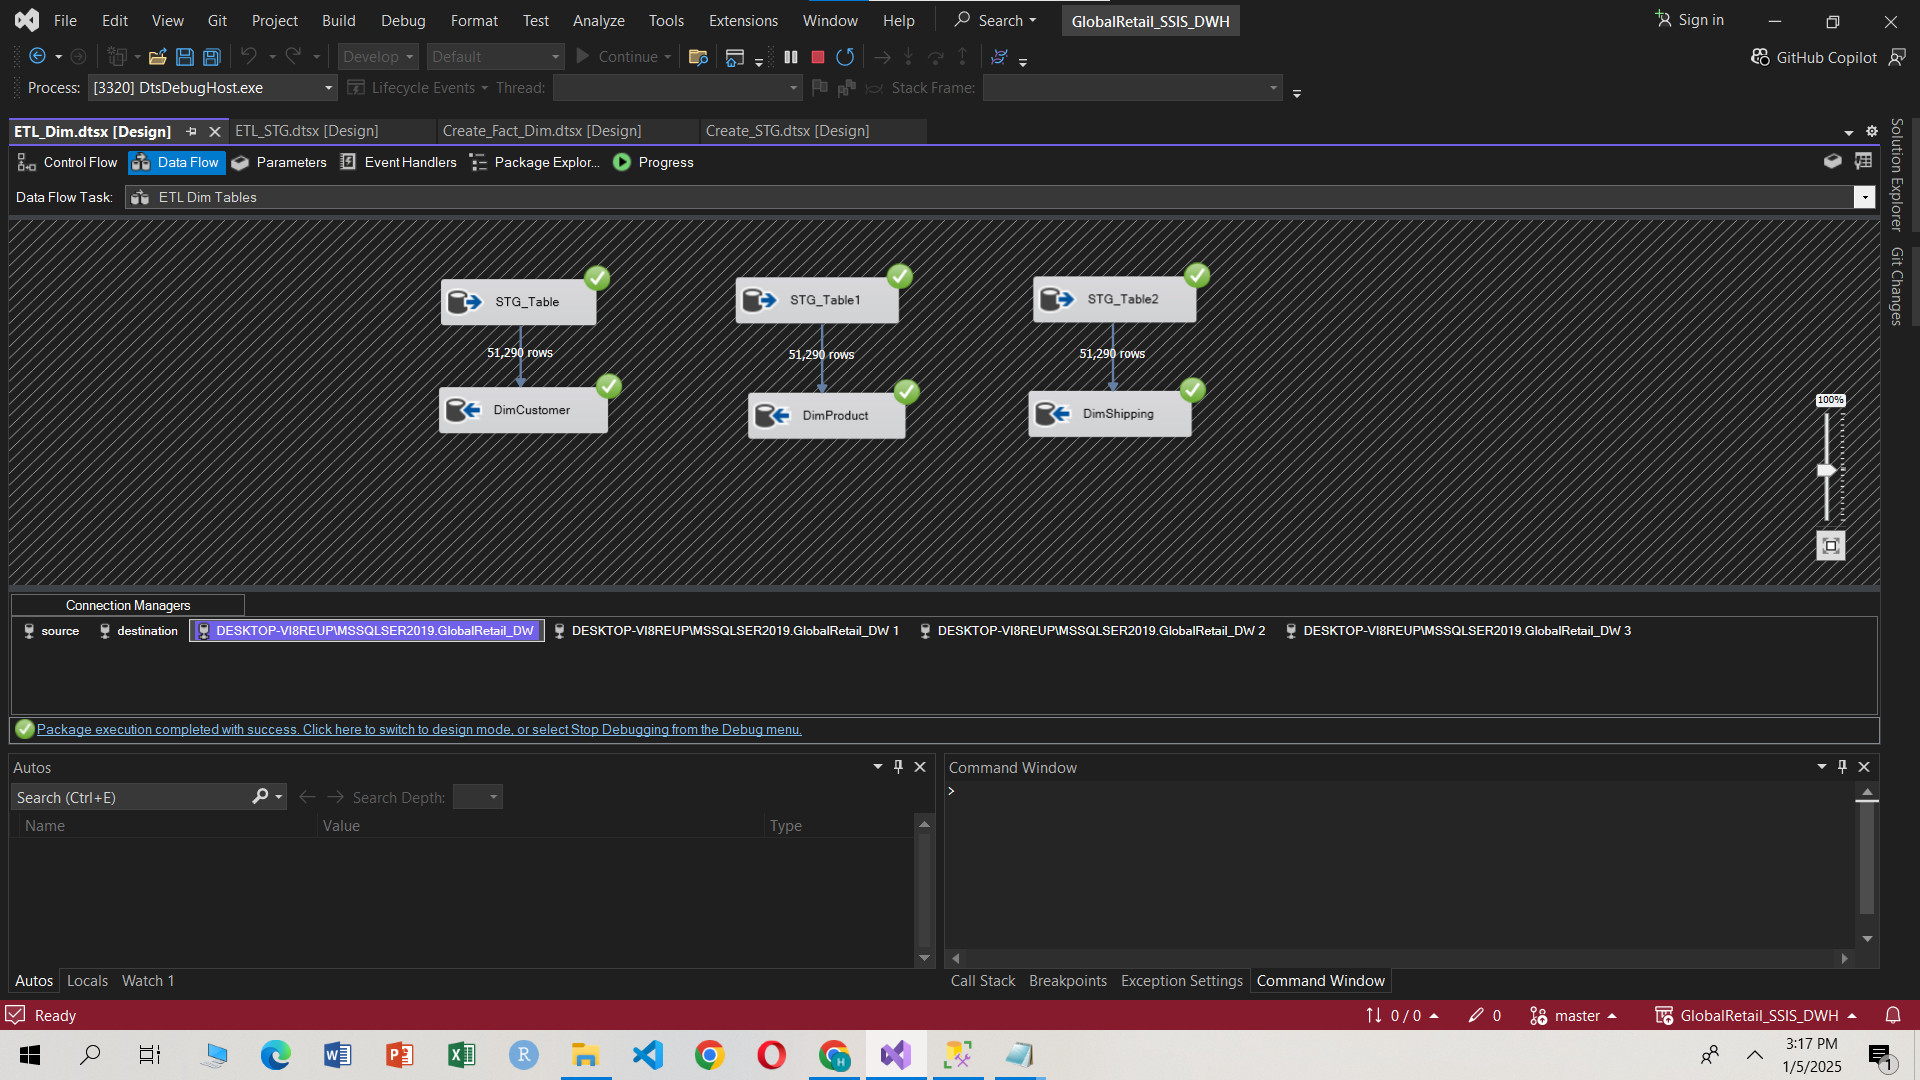 File Edit View Git Project Build Debug Format Test Analyze Tools Extensions Window Help Search GlobalRetail_SSIS_DWH Sign in
Develop Default Continue GitHub Copilot
Process: [3320] DtsDebugHost.exe Lifecycle Events Thread: Stack Frame:
ETL_Dim.dtsx [Design] ETL_STG.dtsx [Design] Create_Fact_Dim.dtsx [Design] Create_STG.dtsx [Design]
Control Flow Data Flow Parameters Event Handlers Package Explor... Progress
Data Flow Task: ETL Dim Tables
Solution Explorer
Git Changes
STG_Table STG_Table1 STG_Table2
51,290 rows 51,290 rows 51,290 rows
DimCustomer DimProduct DimShipping
100%
Connection Managers
source destination DESKTOP-VI8REUP\MSSQLSER2019.GlobalRetail_DW DESKTOP-VI8REUP\MSSQLSER2019.GlobalRetail_DW 1 DESKTOP-VI8REUP\MSSQLSER2019.GlobalRetail_DW 2 DESKTOP-VI8REUP\MSSQLSER2019.GlobalRetail_DW 3
Package execution completed with success. Click here to switch to design mode, or select Stop Debugging from the Debug menu.
Autos
Search (Ctrl+E) Search Depth:
Name Value Type
Autos Locals Watch 1
Command Window
>
Call Stack Breakpoints Exception Settings Command Window
Ready 0 / 0 0 master GlobalRetail_SSIS_DWH
W P X R H
3:17 PM
1/5/2025
1